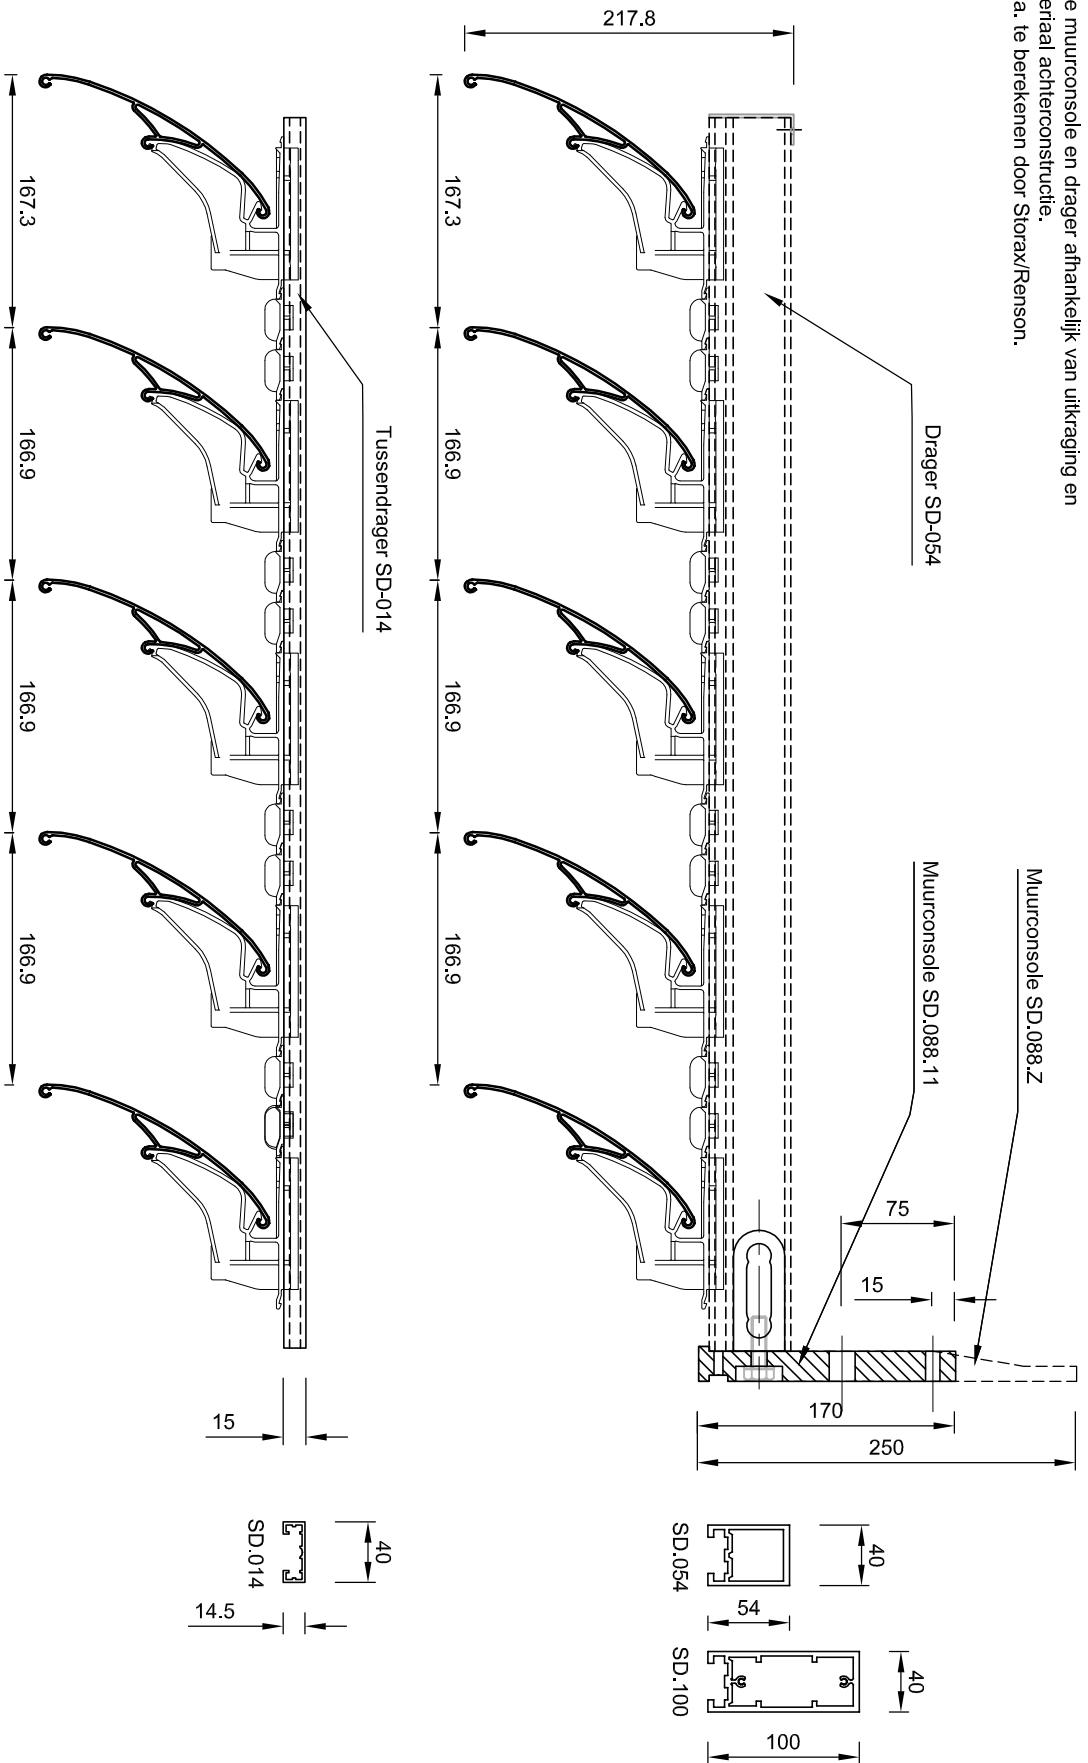 e muurconsole en drager afhankelijk van uitkraging en
eriaal achterconstructie.
a. te berekenen door Storax/Renson.
217.8
Drager SD-054
Muurconsole SD.088.Z
Muurconsole SD.088.11
75
15
170
250
167.3
166.9
166.9
166.9
Tussendrager SD-014
15
167.3
166.9
166.9
166.9
40
SD.054
54
40
SD.100
100
40
SD.014
14.5